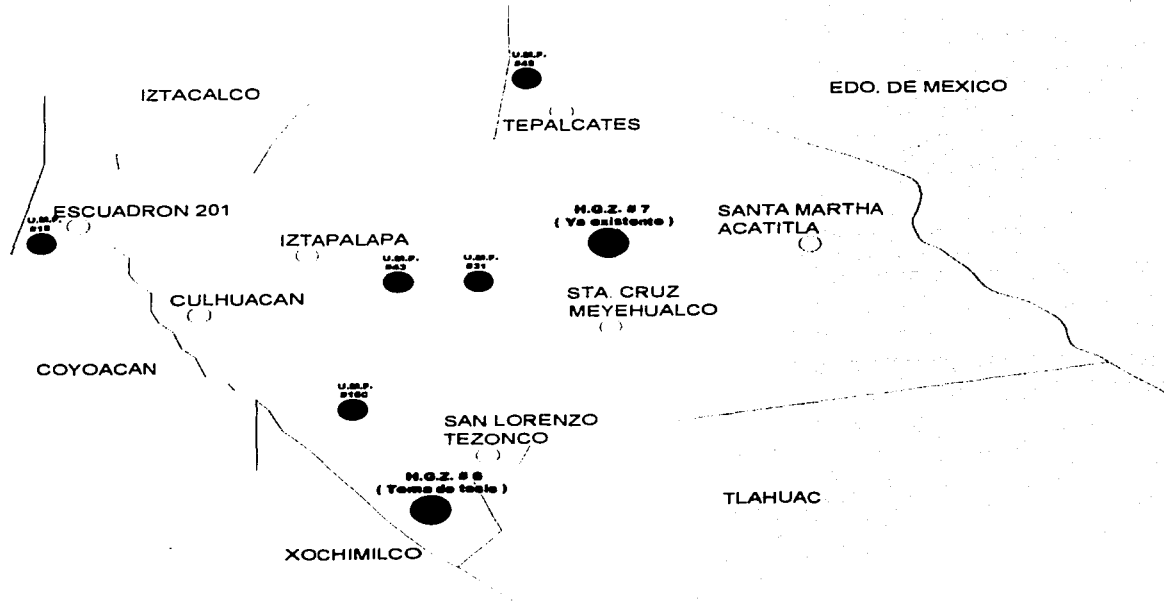 U.M.F.
IZTACALCO
EDO. DE MEXICO
TEPALCATES
ESCUADRON 201
U.M.F.
H.G.Z. # 7
( Ya existente )
SANTA MARTHA
ACATITLA
IZTAPALAPA
U.M.F.
U.M.F.
#31
CULHUACAN
STA. CRUZ
MEYEHUALCO
COYOACAN
U.M.F.
SAN LORENZO
TEZONCO
H.G.Z.
( Tema de tesis )
TLAHUAC
XOCHIMILCO